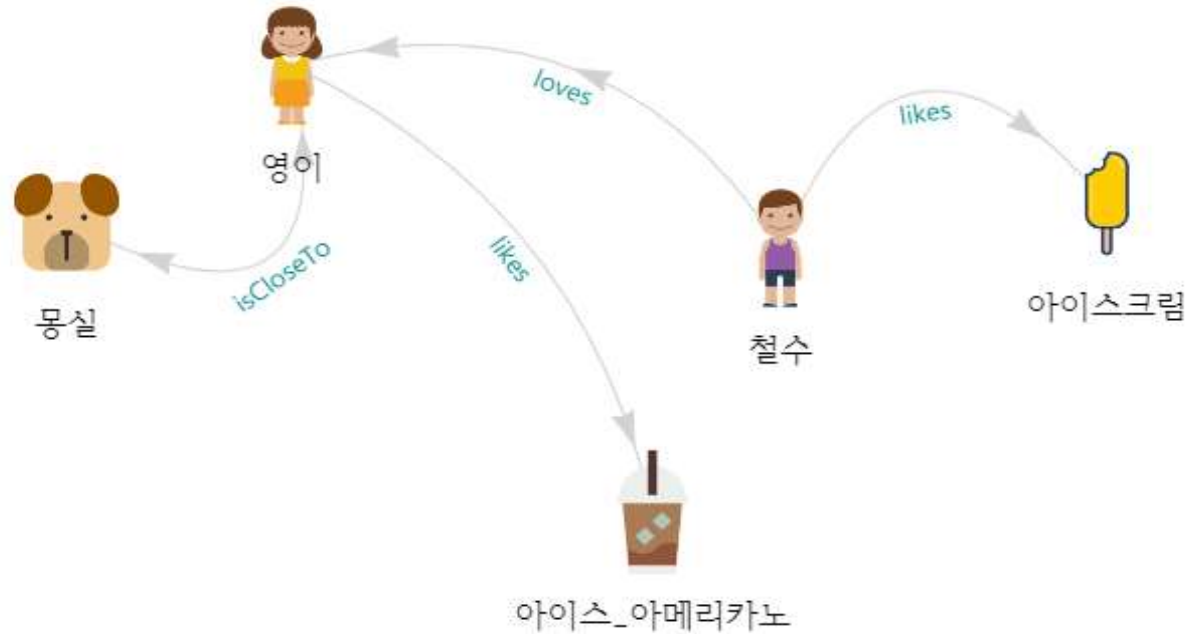 loves
likes
영이
isCloseTo
likes
몽실
철수
아이스크림
아이스_아메리카노